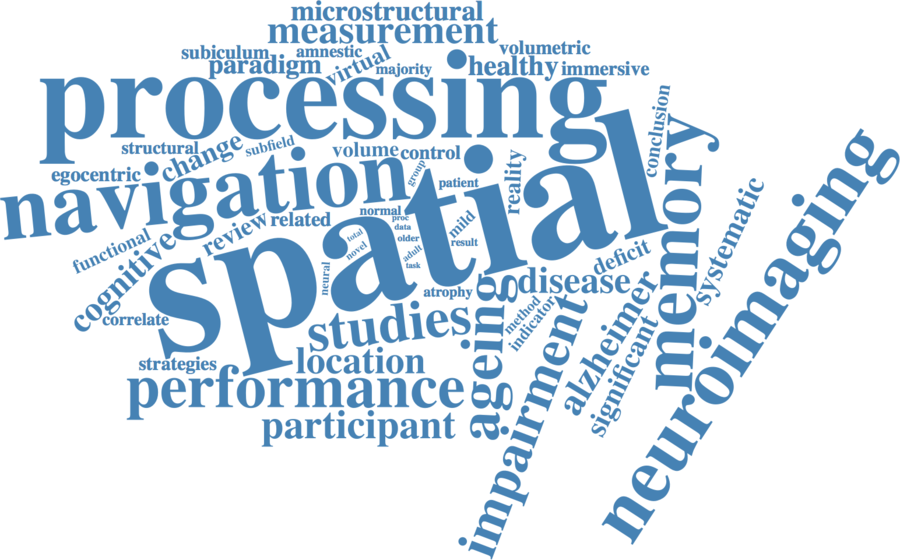 microstructural
measurement
subiculum
amnestic
volumetric
paradigm
virtual
majority
healthy
immersive
processing
structural
change
subfield
volume
control
conclusion
egocentric
navigation
group
patient
reality
memory
review
related
normal
proc
data
mild
spatial
functional
cognitive
total
novel
older
adult
task
result
neural
systematic
neuroimaging
correlate
atrophy
disease
deficit
studies
ageing
method
indicator
alzheimer
significant
strategies
location
performance
impairment
participant